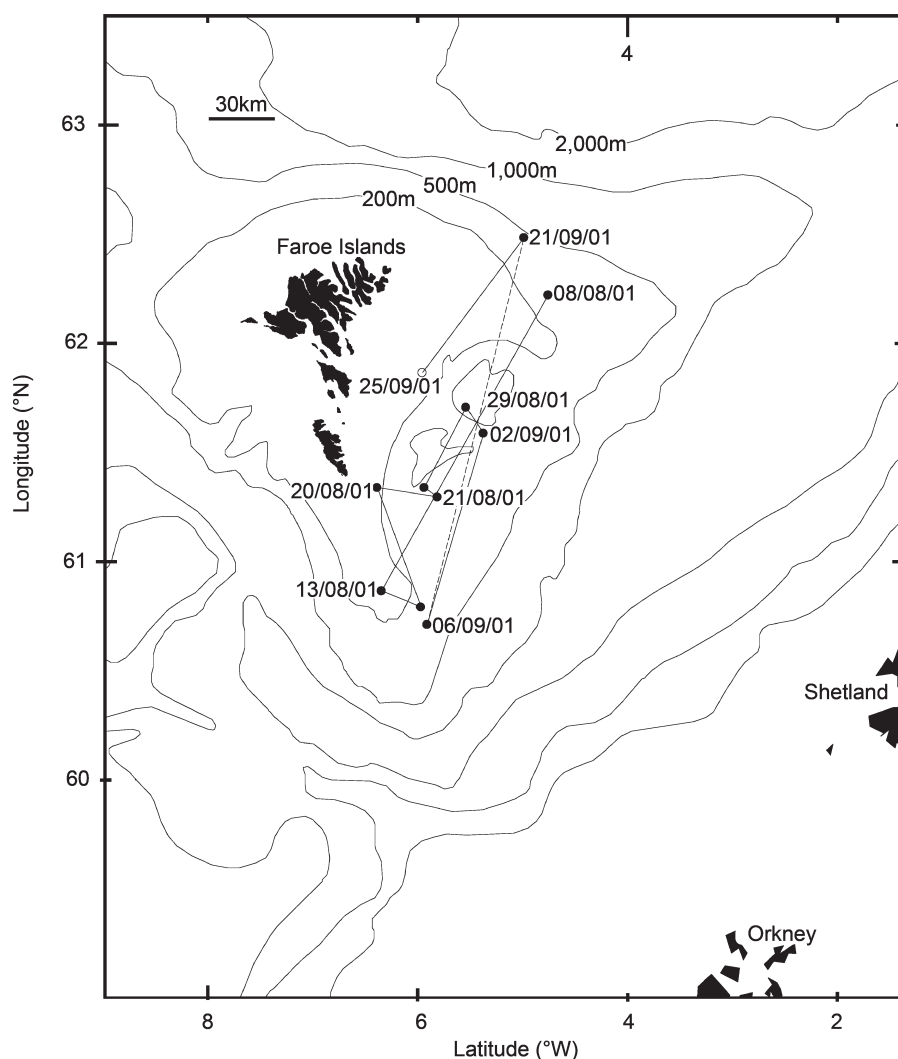 4
63
30km
2,000m
1,000m
500m
200m
21/09/01
Faroe Islands
08/08/01
62
25/09/01
29/08/01
02/09/01
Longitude (°N)
20/08/01
21/08/01
61
13/08/01
06/09/01
Shetland
60
Orkney
8
6
4
2
Latitude (°W)